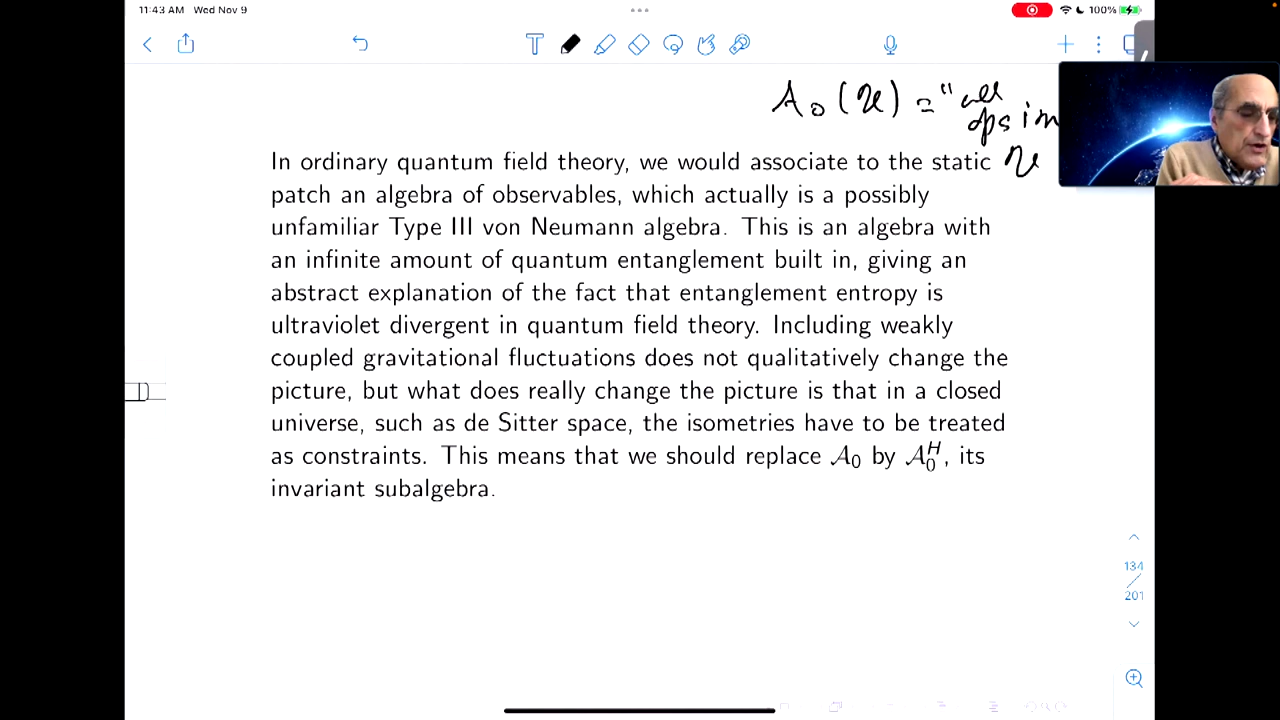 11:43 AM Wed Nov 9
100%
A₀(𝒰) = "all
ops in
In ordinary quantum field theory, we would associate to the static 𝒰
patch an algebra of observables, which actually is a possibly
unfamiliar Type III von Neumann algebra. This is an algebra with
an infinite amount of quantum entanglement built in, giving an
abstract explanation of the fact that entanglement entropy is
ultraviolet divergent in quantum field theory. Including weakly
coupled gravitational fluctuations does not qualitatively change the
picture, but what does really change the picture is that in a closed
universe, such as de Sitter space, the isometries have to be treated
as constraints. This means that we should replace 𝒜₀ by 𝒜₀ᴴ, its
invariant subalgebra.
134
201